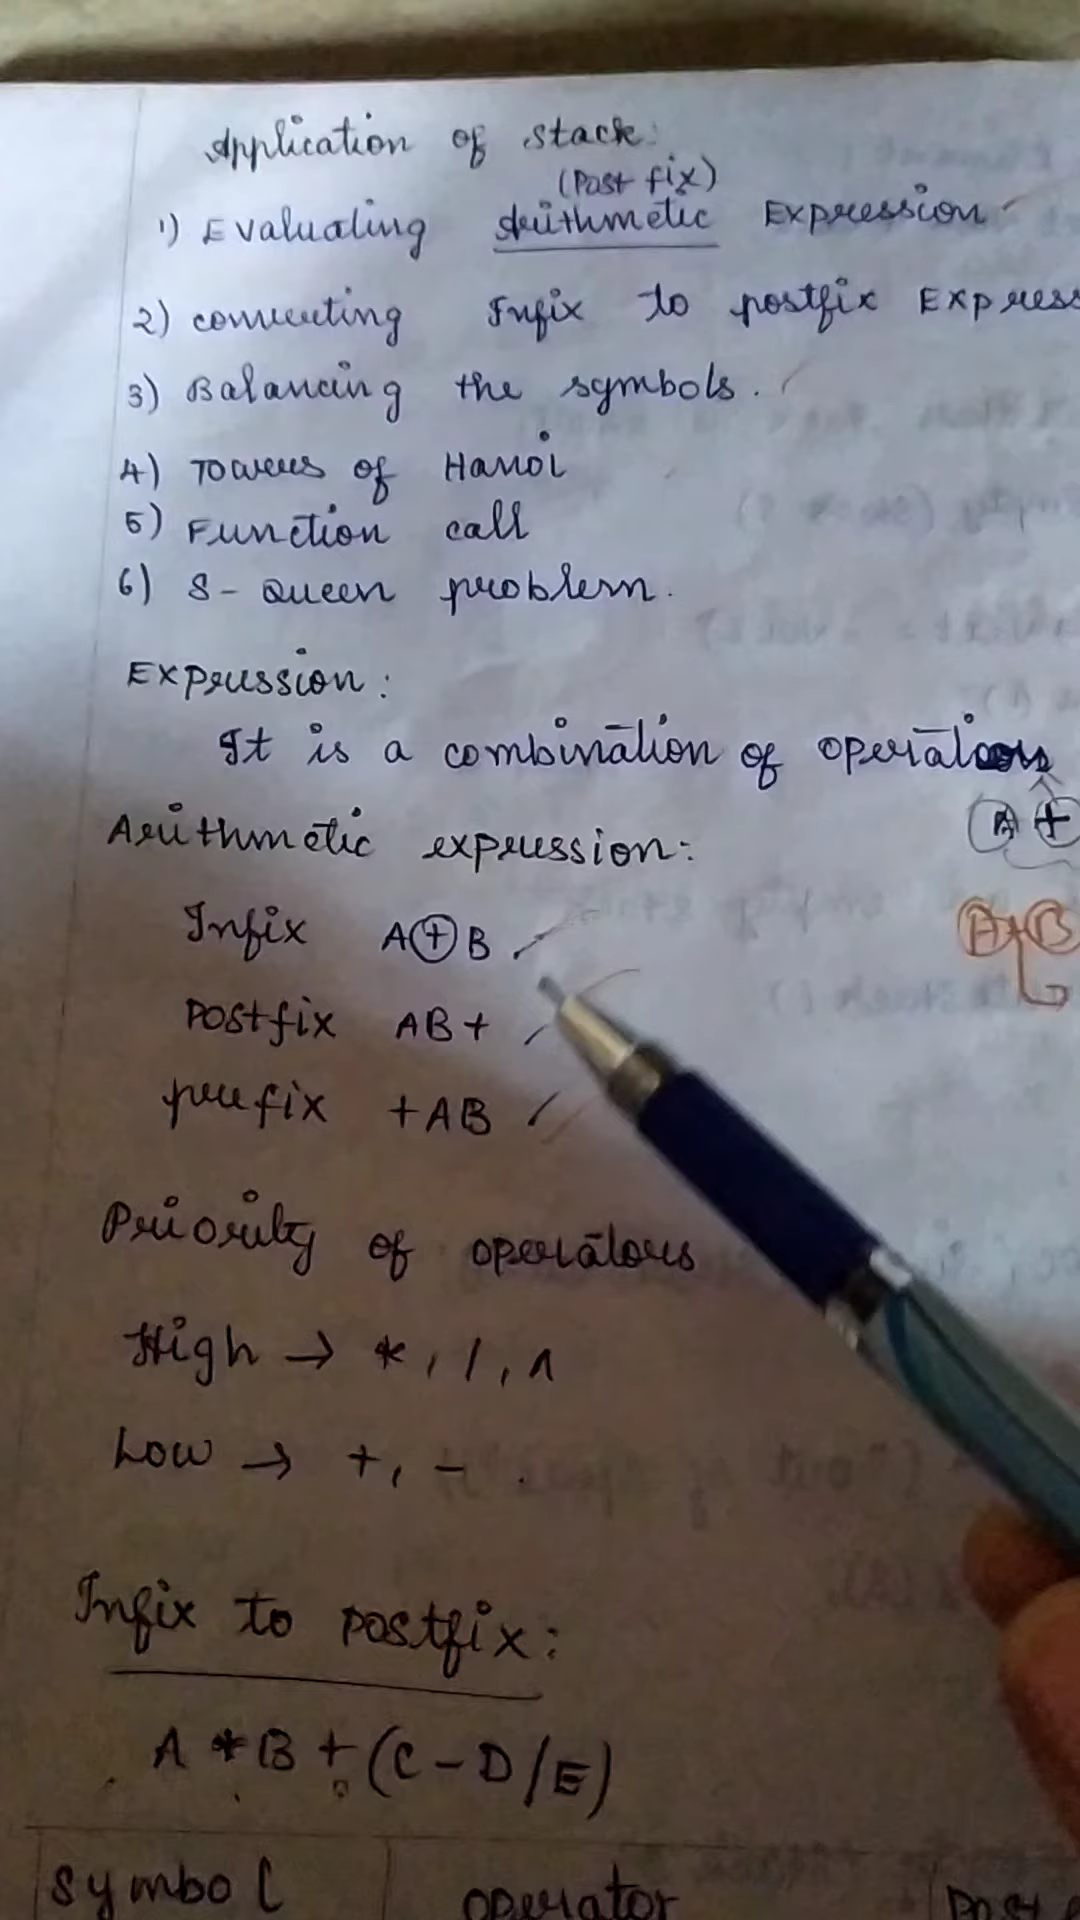 Application of stack:
(Post fix)
1) Evaluating Arithmetic Expression
2) converting Infix to postfix Express
3) Balancing the symbols.
4) Towers of Hanoi
5) Function call
6) 8-Queen problem.
Expression:
It is a combination of operators
A +
Arithmetic expression:
A+B
Infix A+B
Postfix AB+
prefix +AB
Priority of operators
High → *, /, ^
Low → +, -.
Infix to postfix:
A * B + (C - D/E)
symbol operator